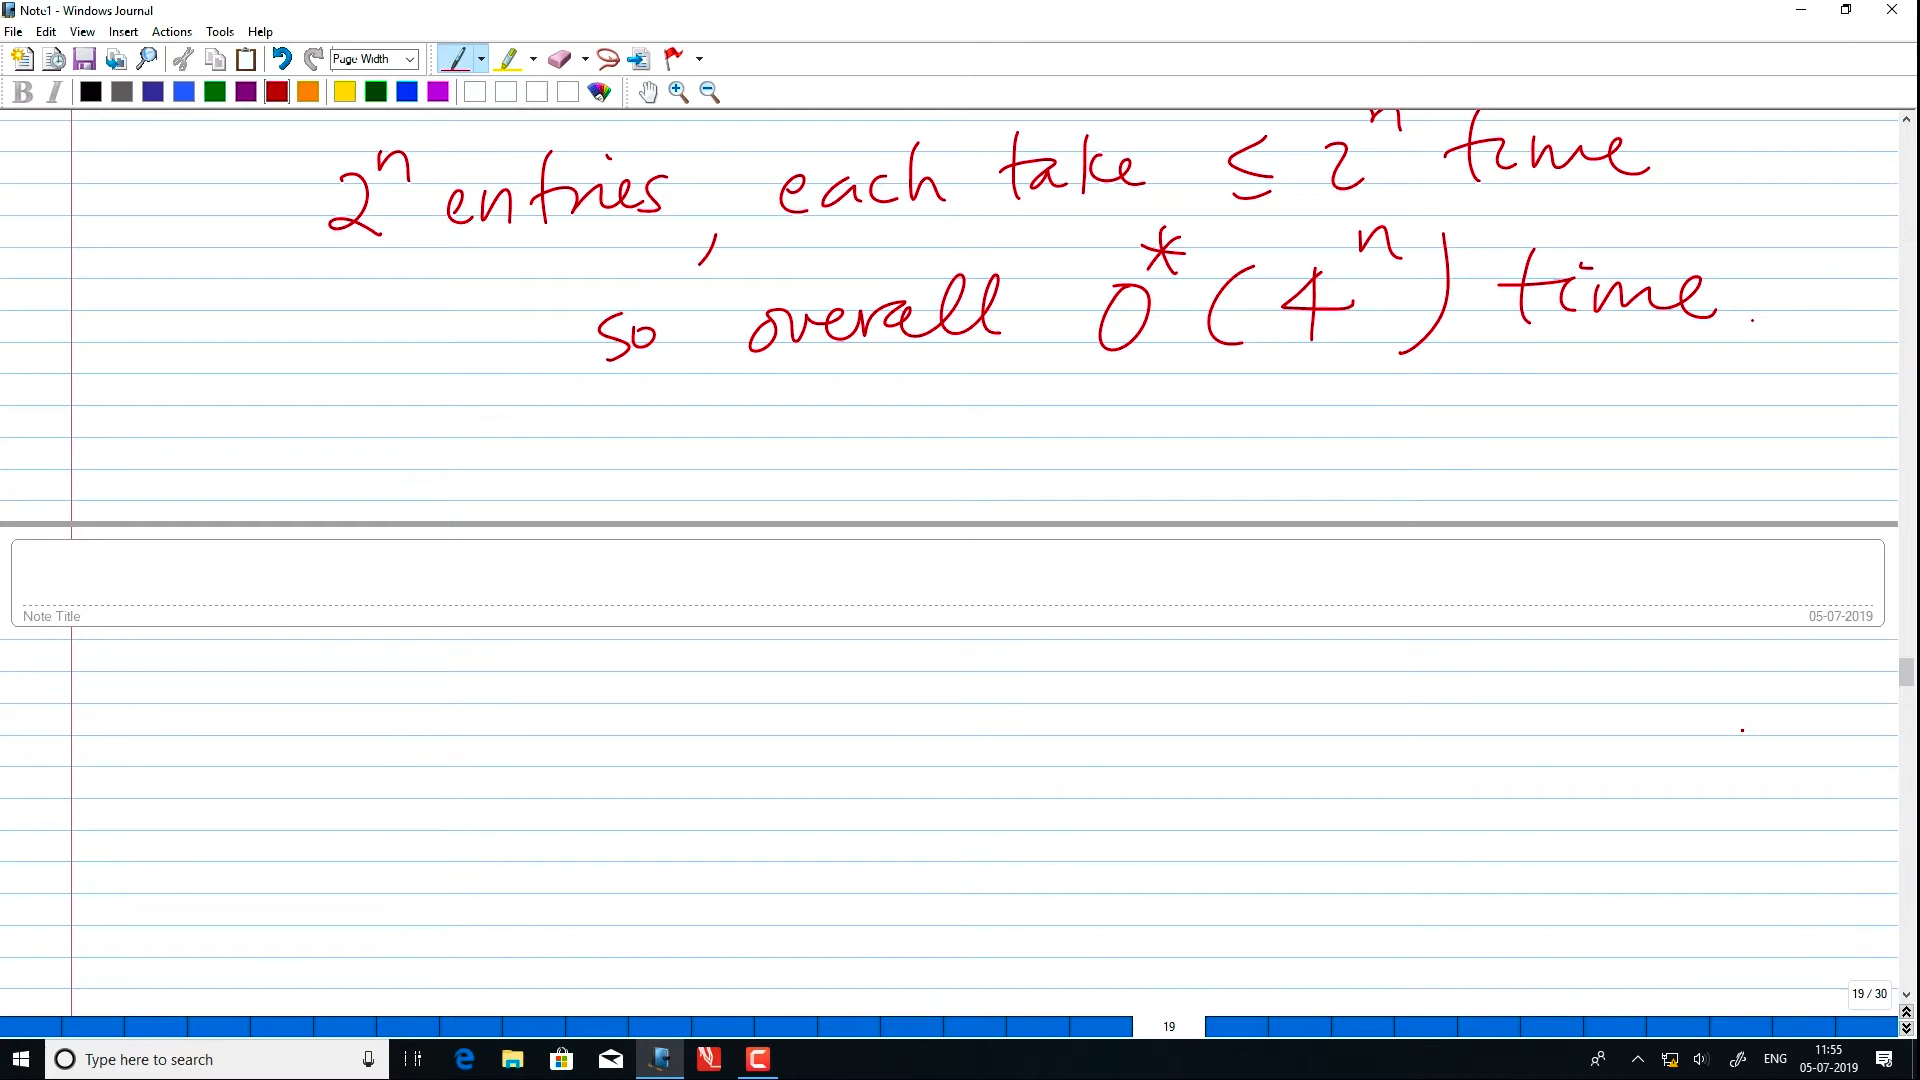 Note1 - Windows Journal
File Edit View Insert Actions Tools Help
Page Width
B I
2^n entries, each take ≤ 2^n time
so overall O*(4^n) time.
Note Title
05-07-2019
19 / 30
19
Type here to search
ENG
11:55
05-07-2019